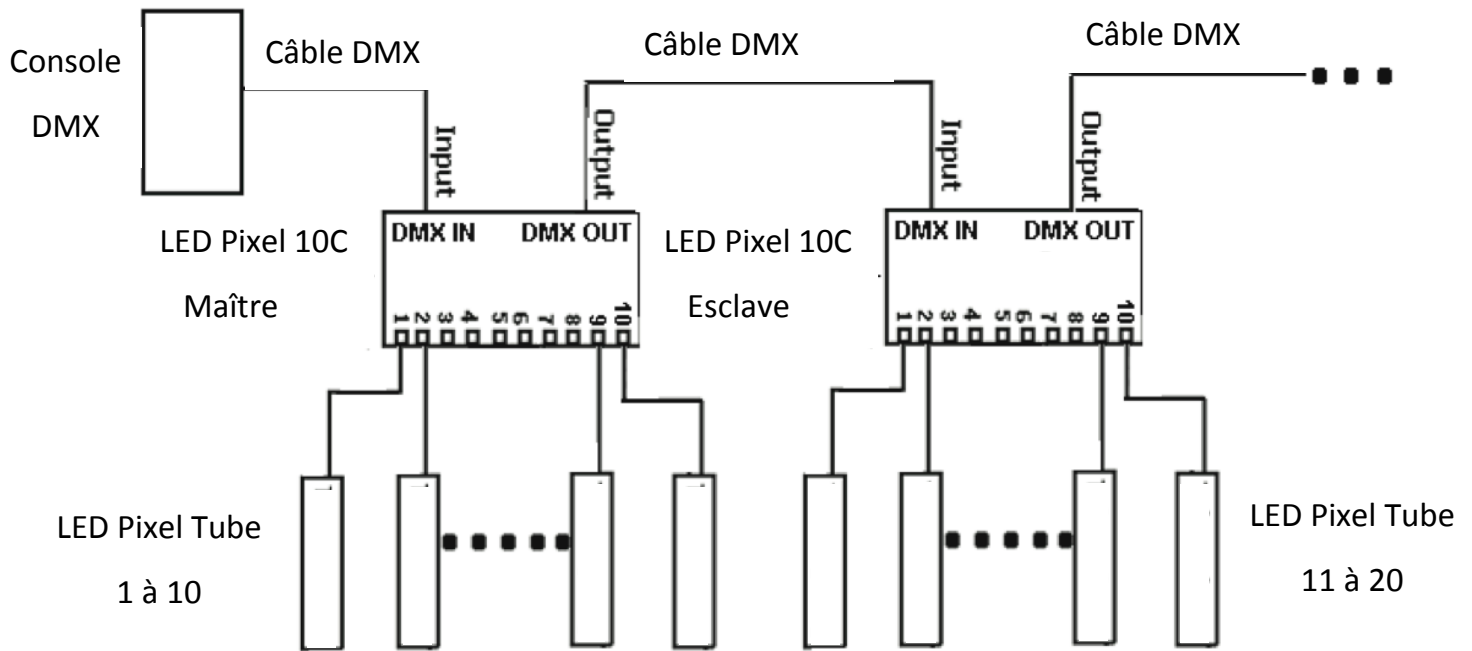 Console
DMX
Câble DMX
Câble DMX
Câble DMX
Input
Output
Input
Output
LED Pixel 10C
Maître
DMX IN DMX OUT
1 2 3 4 5 6 7 8 9 10
LED Pixel 10C
Esclave
DMX IN DMX OUT
1 2 3 4 5 6 7 8 9 10
LED Pixel Tube
1 à 10
LED Pixel Tube
11 à 20